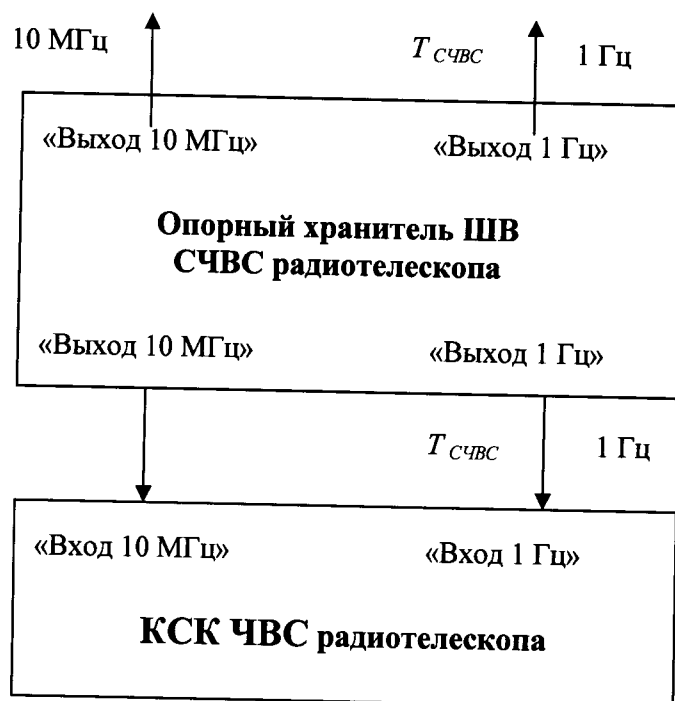 10 МГц
T СЧВС 1 Гц
«Выход 10 МГц» «Выход 1 Гц»
Опорный хранитель ШВ
СЧВС радиотелескопа
«Выход 10 МГц» «Выход 1 Гц»
T СЧВС 1 Гц
«Вход 10 МГц» «Вход 1 Гц»
КСК ЧВС радиотелескопа